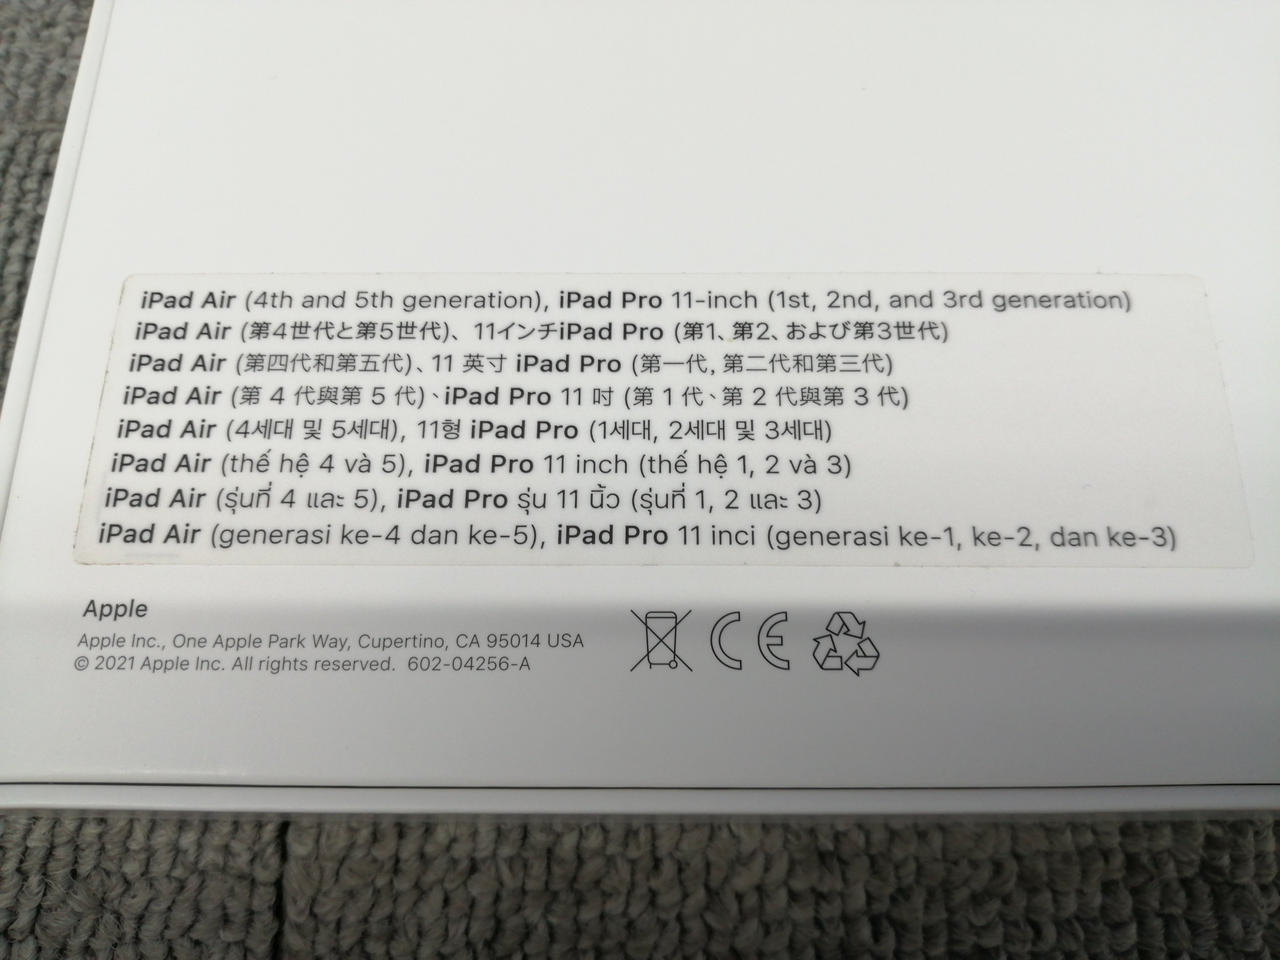 iPad Air (4th and 5th generation), iPad Pro 11-inch (1st, 2nd, and 3rd generation)
iPad Air (第4世代と第5世代)、11インチiPad Pro (第1、第2、および第3世代)
iPad Air (第四代和第五代)、11 英寸 iPad Pro (第一代, 第二代和第三代)
iPad Air (第 4 代與第 5 代)、iPad Pro 11 吋 (第 1 代、第 2 代與第 3 代)
iPad Air (4세대 및 5세대), 11형 iPad Pro (1세대, 2세대 및 3세대)
iPad Air (thế hệ 4 và 5), iPad Pro 11 inch (thế hệ 1, 2 và 3)
iPad Air (รุ่นที่ 4 และ 5), iPad Pro รุ่น 11 นิ้ว (รุ่นที่ 1, 2 และ 3)
iPad Air (generasi ke-4 dan ke-5), iPad Pro 11 inci (generasi ke-1, ke-2, dan ke-3)
Apple
Apple Inc., One Apple Park Way, Cupertino, CA 95014 USA
© 2021 Apple Inc. All rights reserved. 602-04256-A
CE